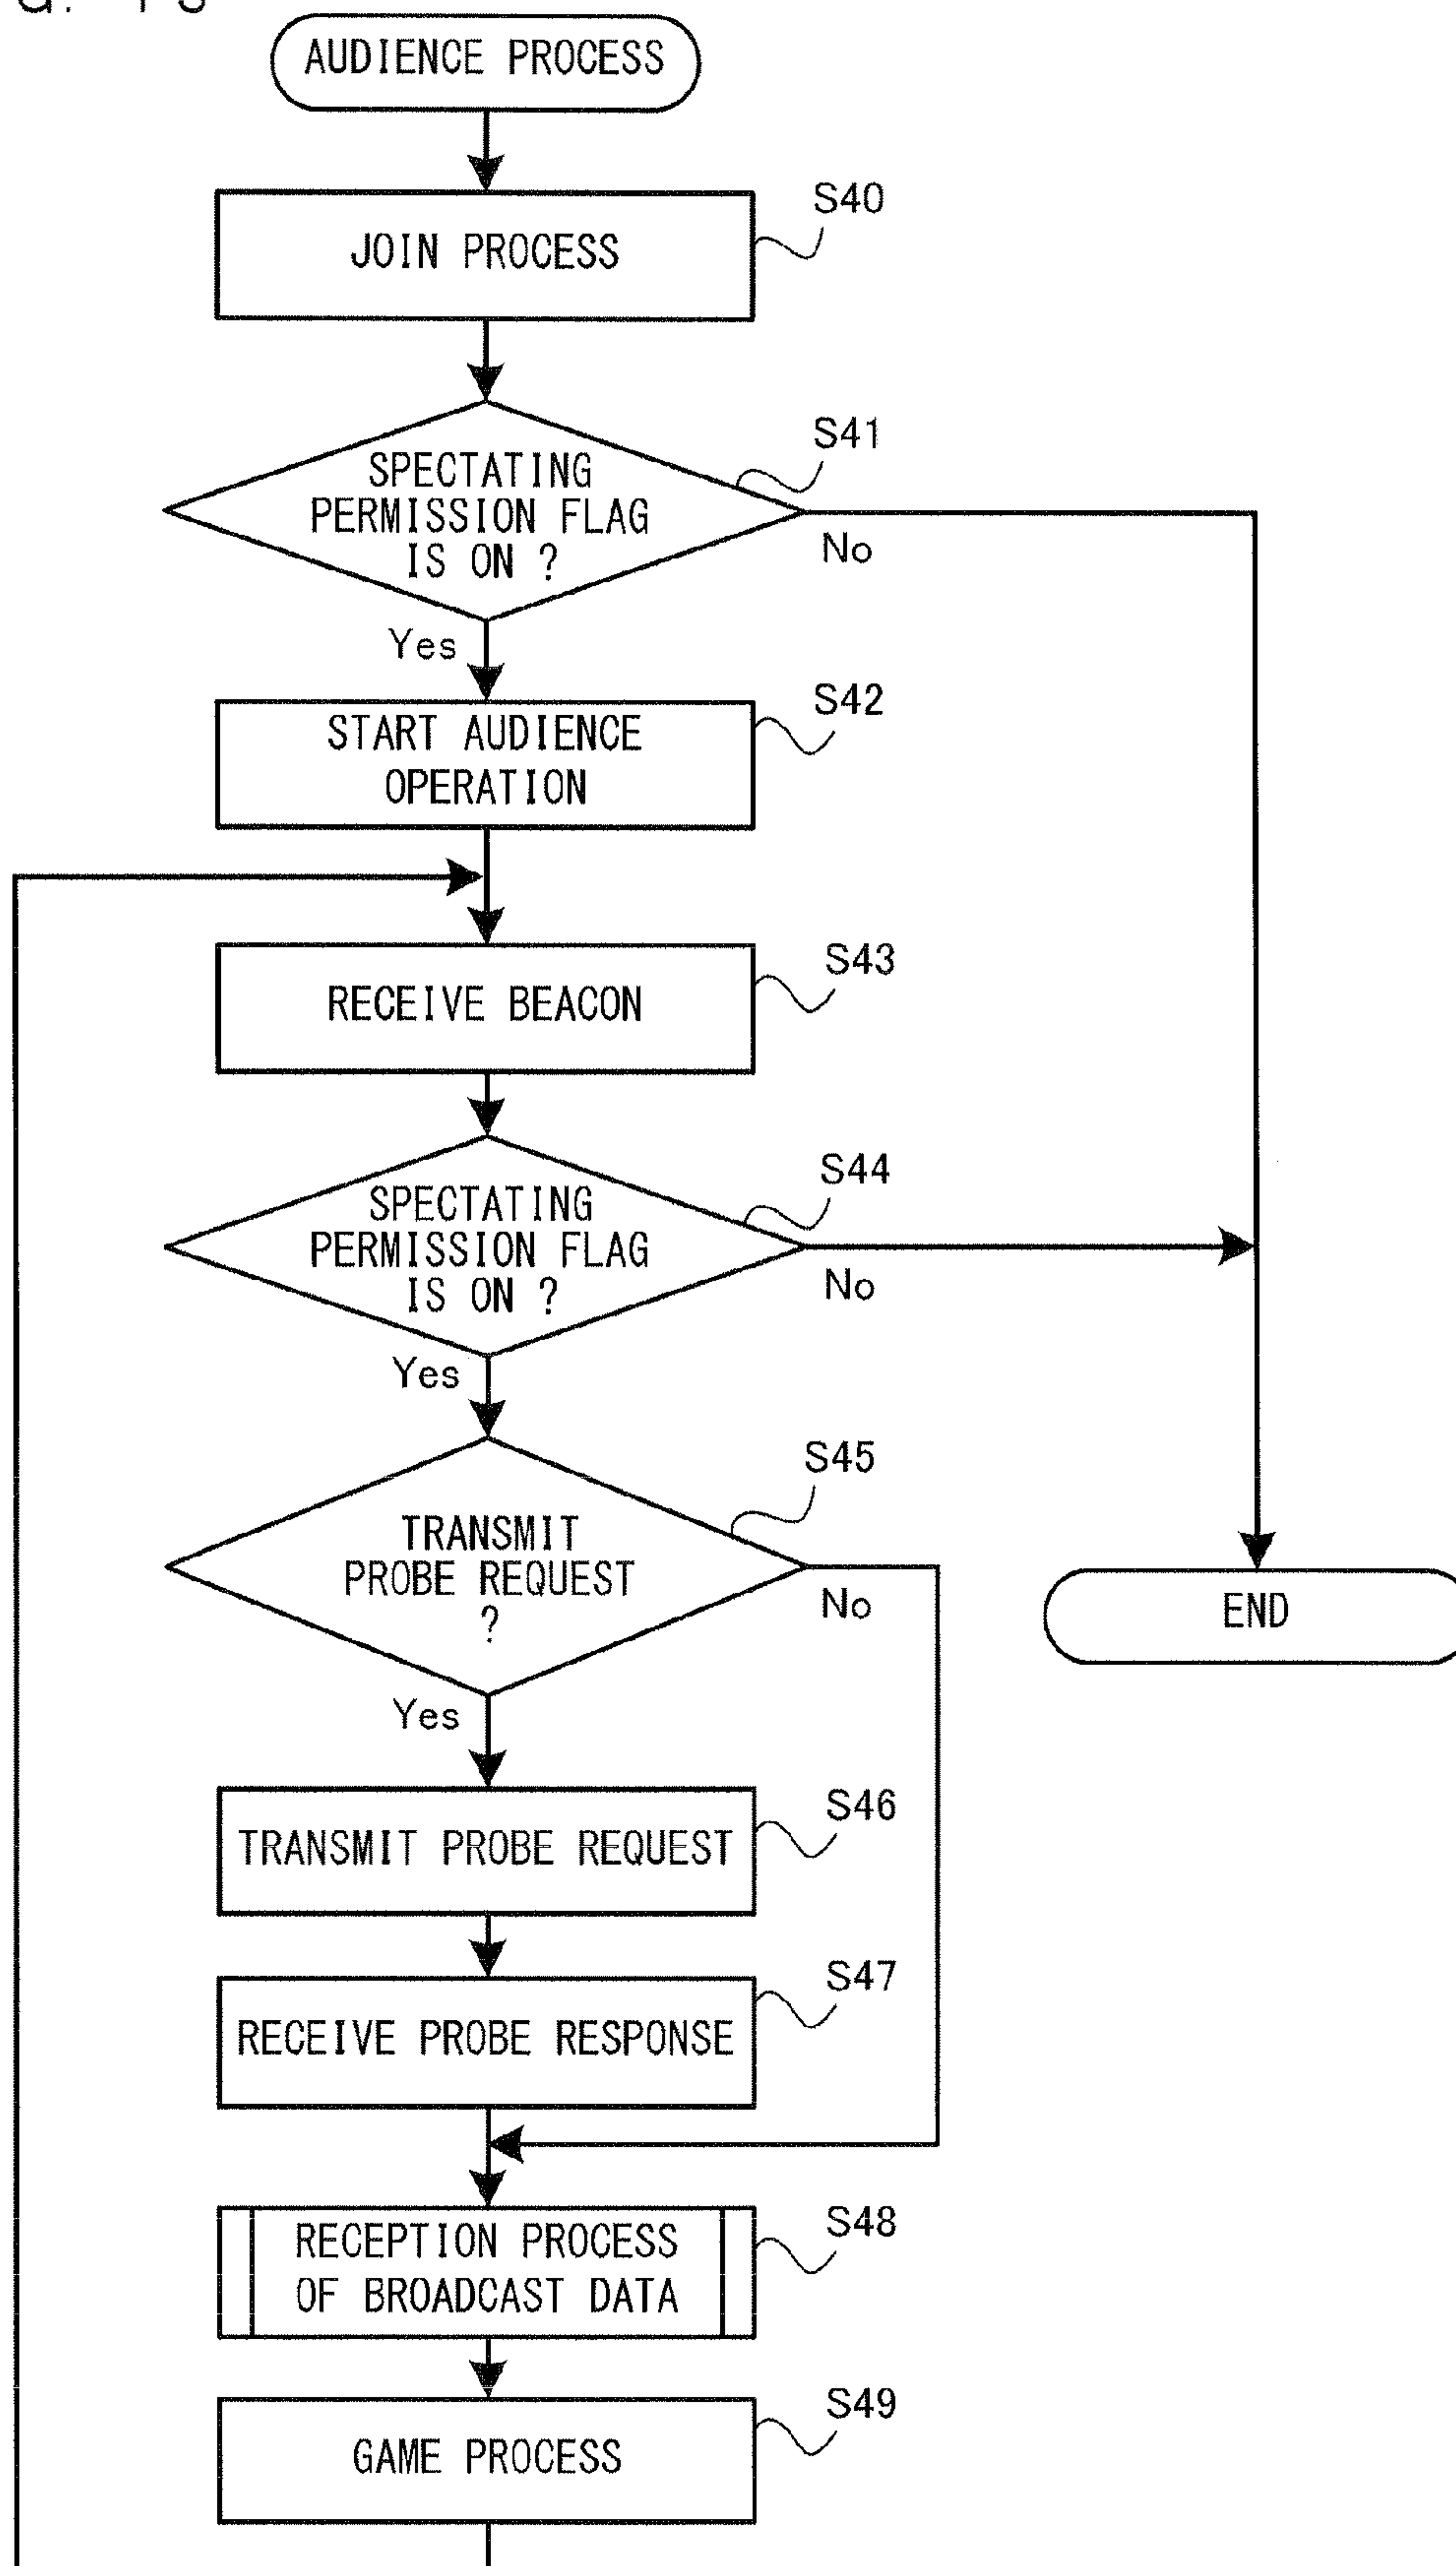 AUDIENCE PROCESS
S40
JOIN PROCESS
S41
SPECTATING
PERMISSION FLAG
IS ON ?
No
Yes
S42
START AUDIENCE
OPERATION
S43
RECEIVE BEACON
S44
SPECTATING
PERMISSION FLAG
IS ON ?
No
Yes
S45
TRANSMIT
PROBE REQUEST
?
No
END
Yes
S46
TRANSMIT PROBE REQUEST
S47
RECEIVE PROBE RESPONSE
S48
RECEPTION PROCESS
OF BROADCAST DATA
S49
GAME PROCESS